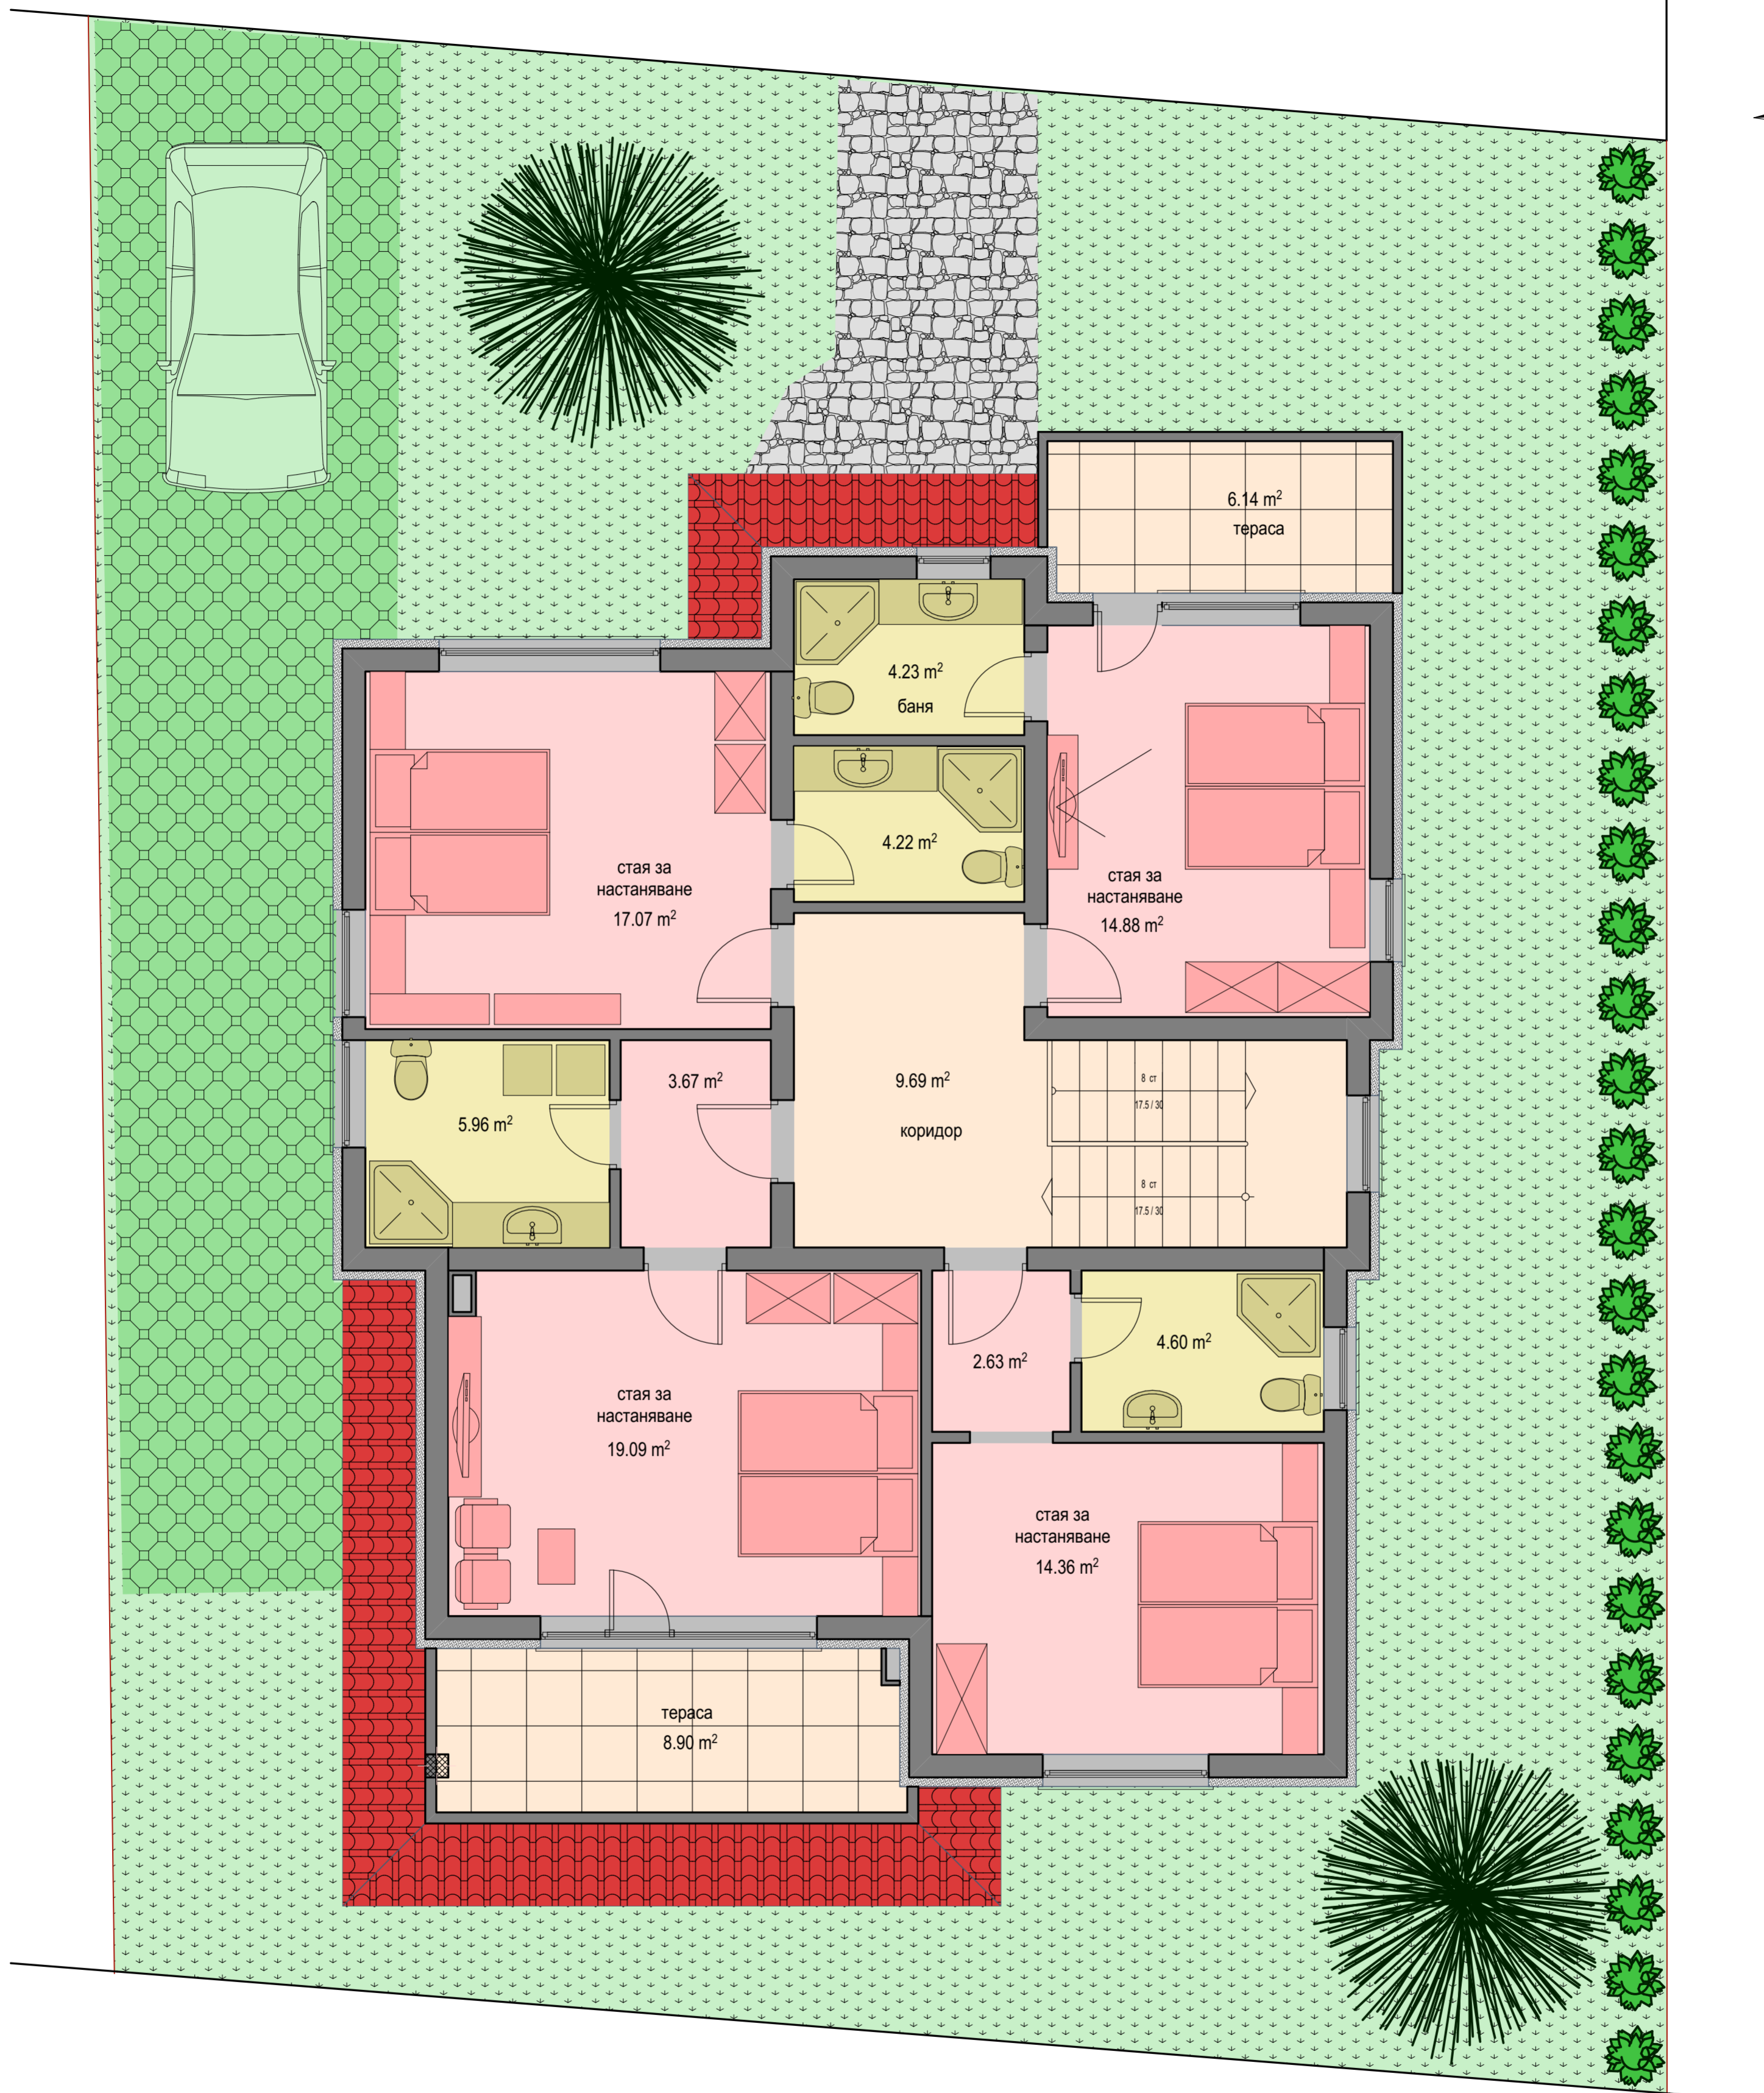 6.14 m²
тераса
4.23 m²
баня
4.22 m²
стая за
настаняване
17.07 m²
стая за
настаняване
14.88 m²
3.67 m²
9.69 m²
коридор
8 ст
17.5 / 30
5.96 m²
8 ст
17.5 / 30
4.60 m²
2.63 m²
стая за
настаняване
19.09 m²
стая за
настаняване
14.36 m²
тераса
8.90 m²